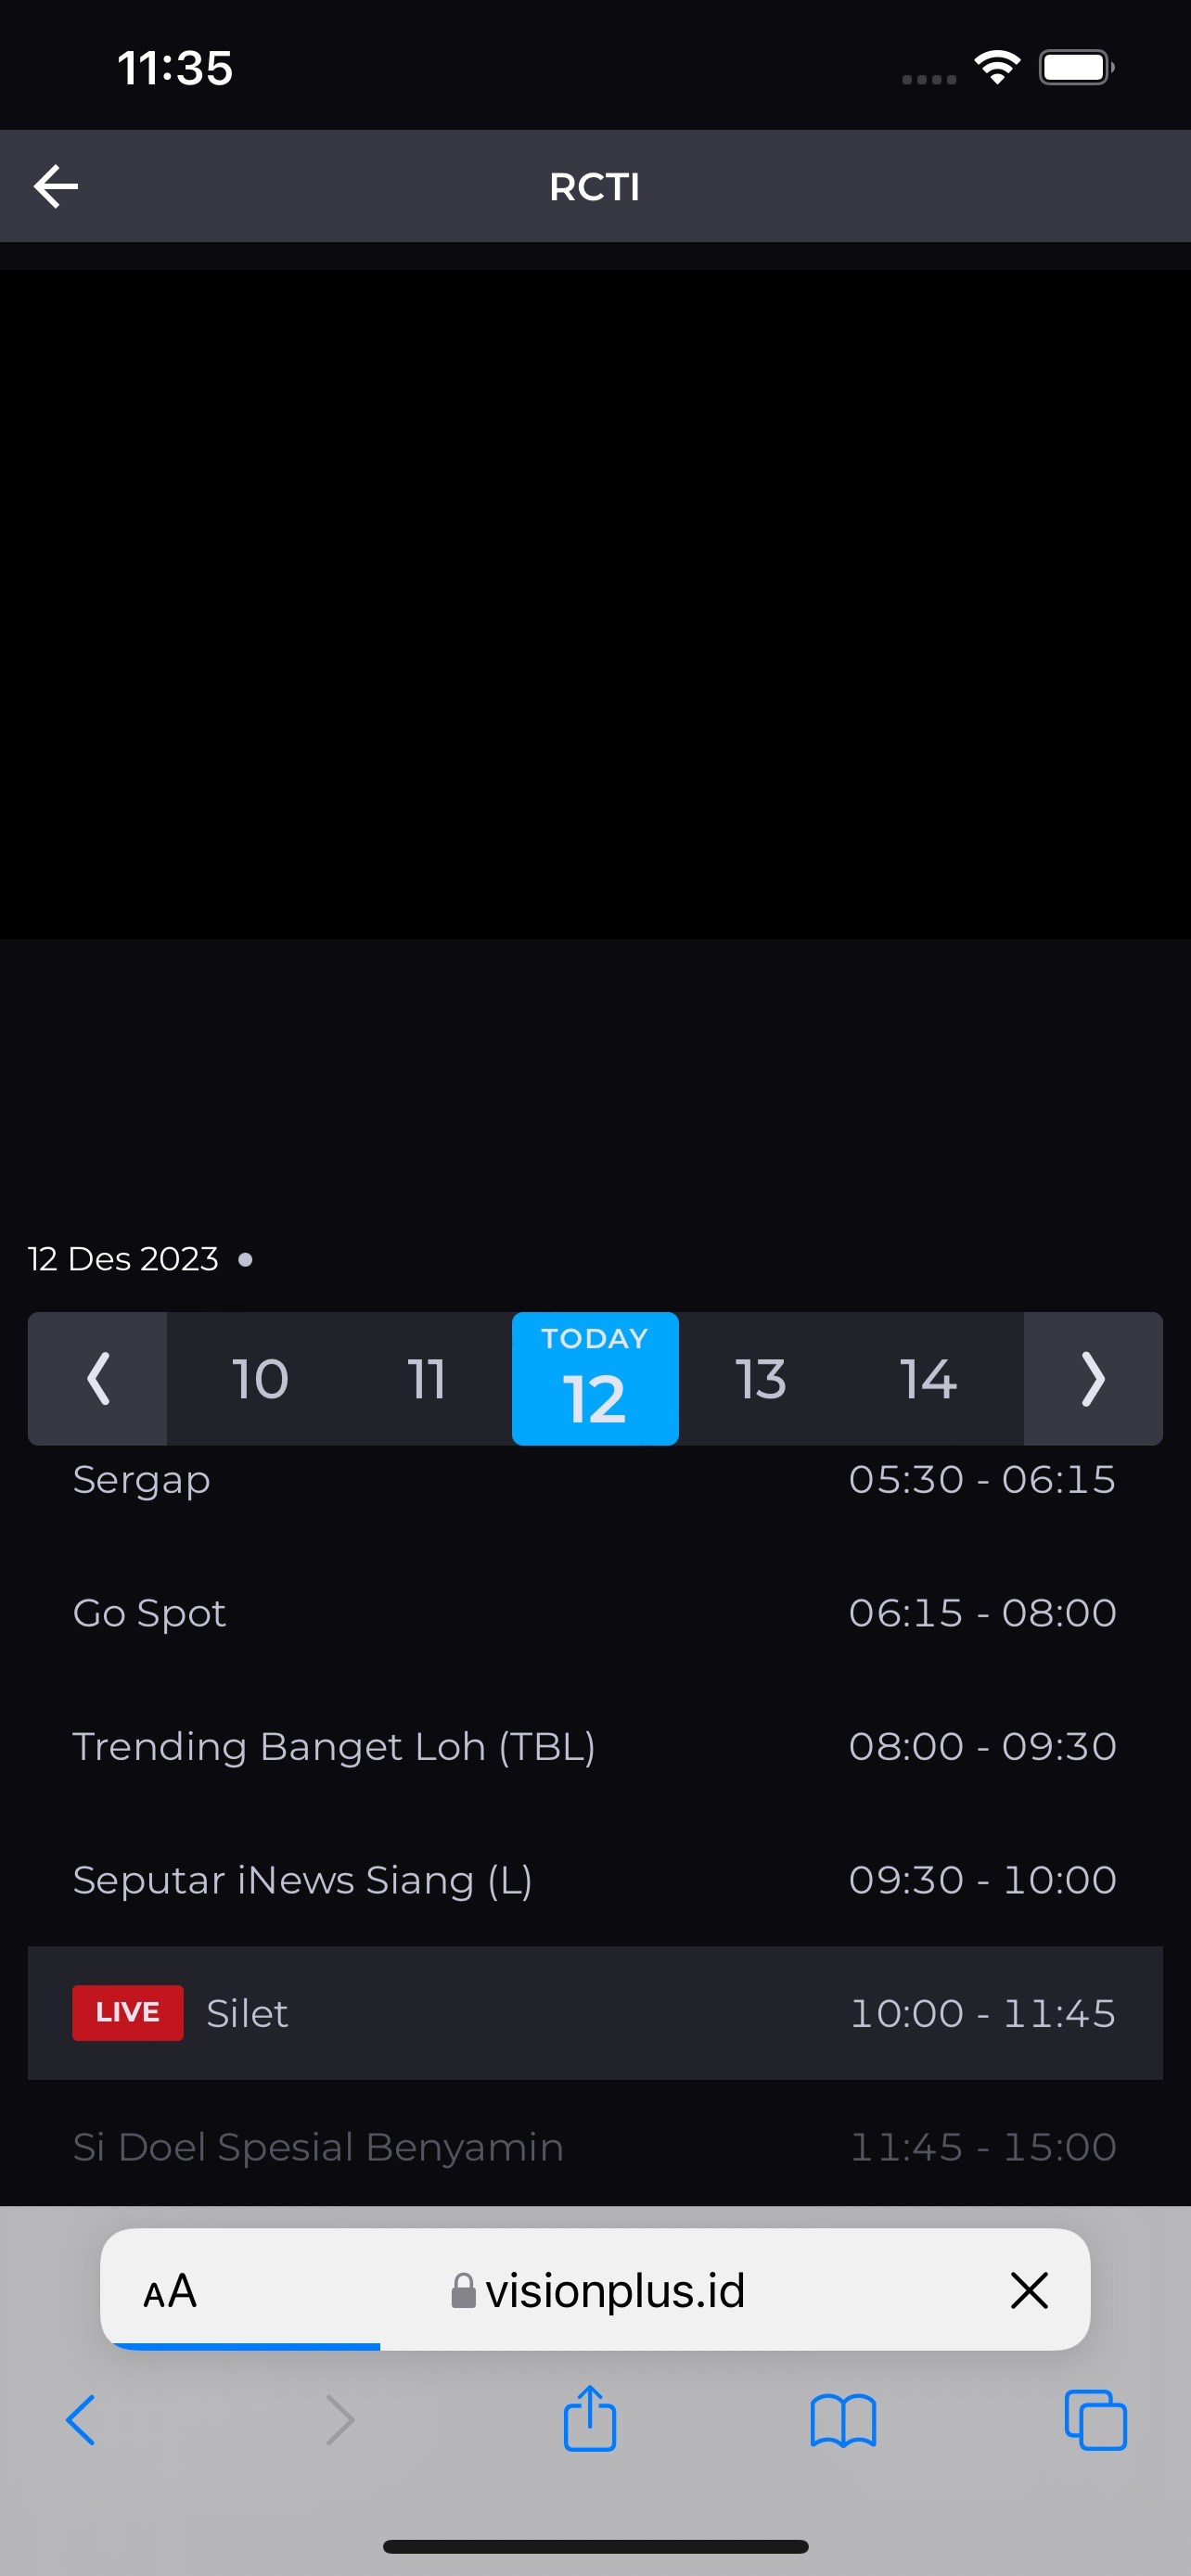 11:35
RCTI
12 Des 2023
TODAY
10 11 12 13 14
Sergap 05:30 - 06:15
Go Spot 06:15 - 08:00
Trending Banget Loh (TBL) 08:00 - 09:30
Seputar iNews Siang (L) 09:30 - 10:00
LIVE Silet 10:00 - 11:45
Si Doel Spesial Benyamin 11:45 - 15:00
AA visionplus.id